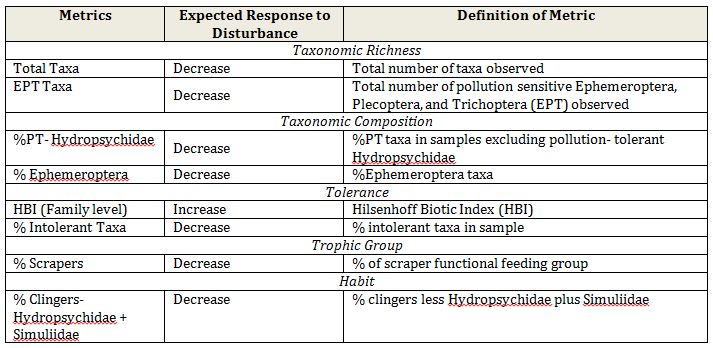 Metrics Expected Response to Definition of Metric
Disturbance
Taxonomic Richness
Total Taxa Decrease Total number of taxa observed
EPT Taxa Decrease Total number of pollution sensitive Ephemeroptera,
Plecoptera, and Trichoptera (EPT) observed
Taxonomic Composition
%PT- Hydropsychidae Decrease %PT taxa in samples excluding pollution- tolerant
Hydropsychidae
% Ephemeroptera Decrease %Ephemeroptera taxa
Tolerance
HBI (Family level) Increase Hilsenhoff Biotic Index (HBI)
% Intolerant Taxa Decrease % intolerant taxa in sample
Trophic Group
% Scrapers Decrease % of scraper functional feeding group
Habit
% Clingers- Decrease % clingers less Hydropsychidae plus Simuliidae
Hydropsychidae +
Simuliidae